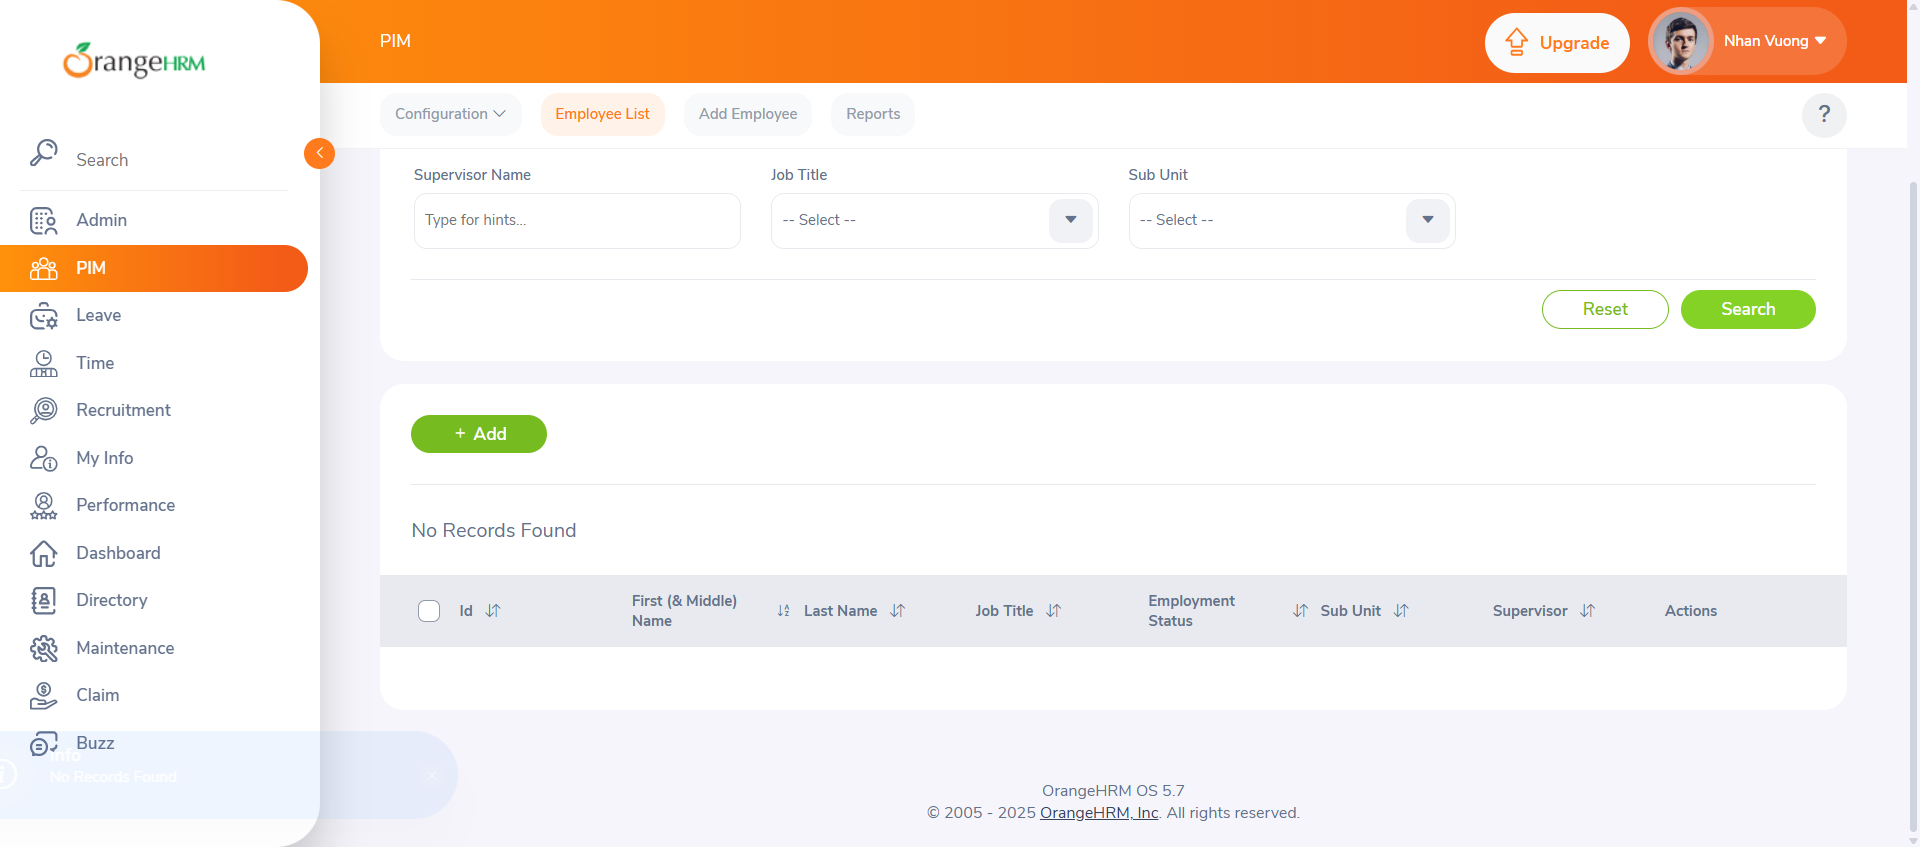 OrangeHRM
PIM
Upgrade
Nhan Vuong
Configuration
Employee List
Add Employee
Reports
?
Search
Admin
PIM
Leave
Time
Recruitment
My Info
Performance
Dashboard
Directory
Maintenance
Claim
Buzz
Info
No Records Found
Supervisor Name
Job Title
Sub Unit
Type for hints...
-- Select --
-- Select --
Reset
Search
+ Add
No Records Found
Id
First (& Middle)
Name
Last Name
Job Title
Employment
Status
Sub Unit
Supervisor
Actions
OrangeHRM OS 5.7
© 2005 - 2025 OrangeHRM, Inc. All rights reserved.